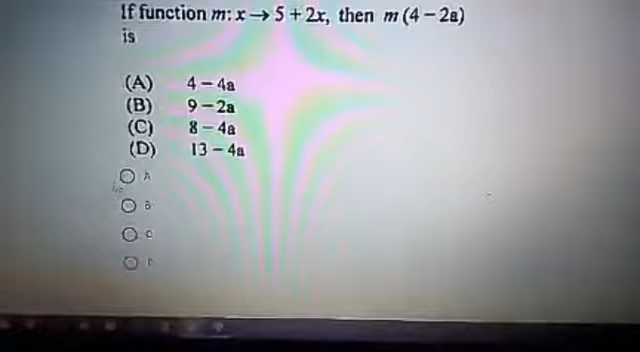 If function m: x → 5 + 2x, then m (4 – 2a)
is
(A) 4 – 4a
(B) 9 – 2a
(C) 8 – 4a
(D) 13 – 4a
A
B
C